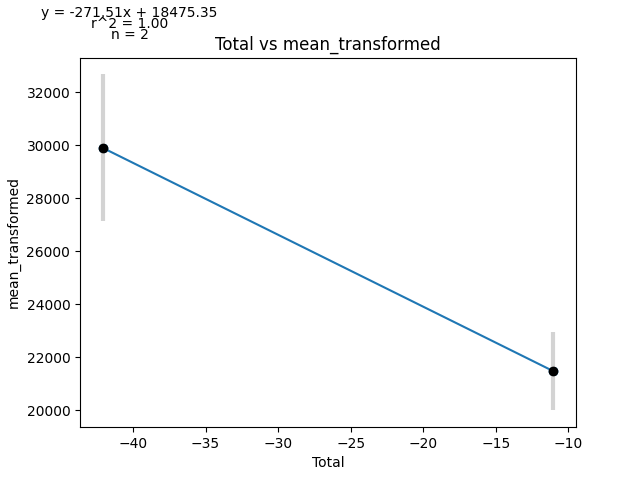 y = -271.51x + 18475.35
r^2 = 1.00
n = 2
Total vs mean_transformed
mean_transformed
32000
30000
28000
26000
24000
22000
20000
−40
−35
−30
−25
−20
−15
−10
Total